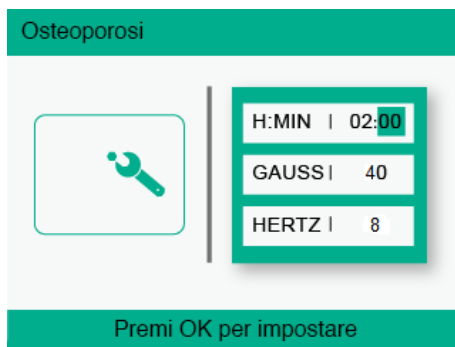 Osteoporosi
H:MIN | 02:00
GAUSS | 40
HERTZ | 8
Premi OK per impostare